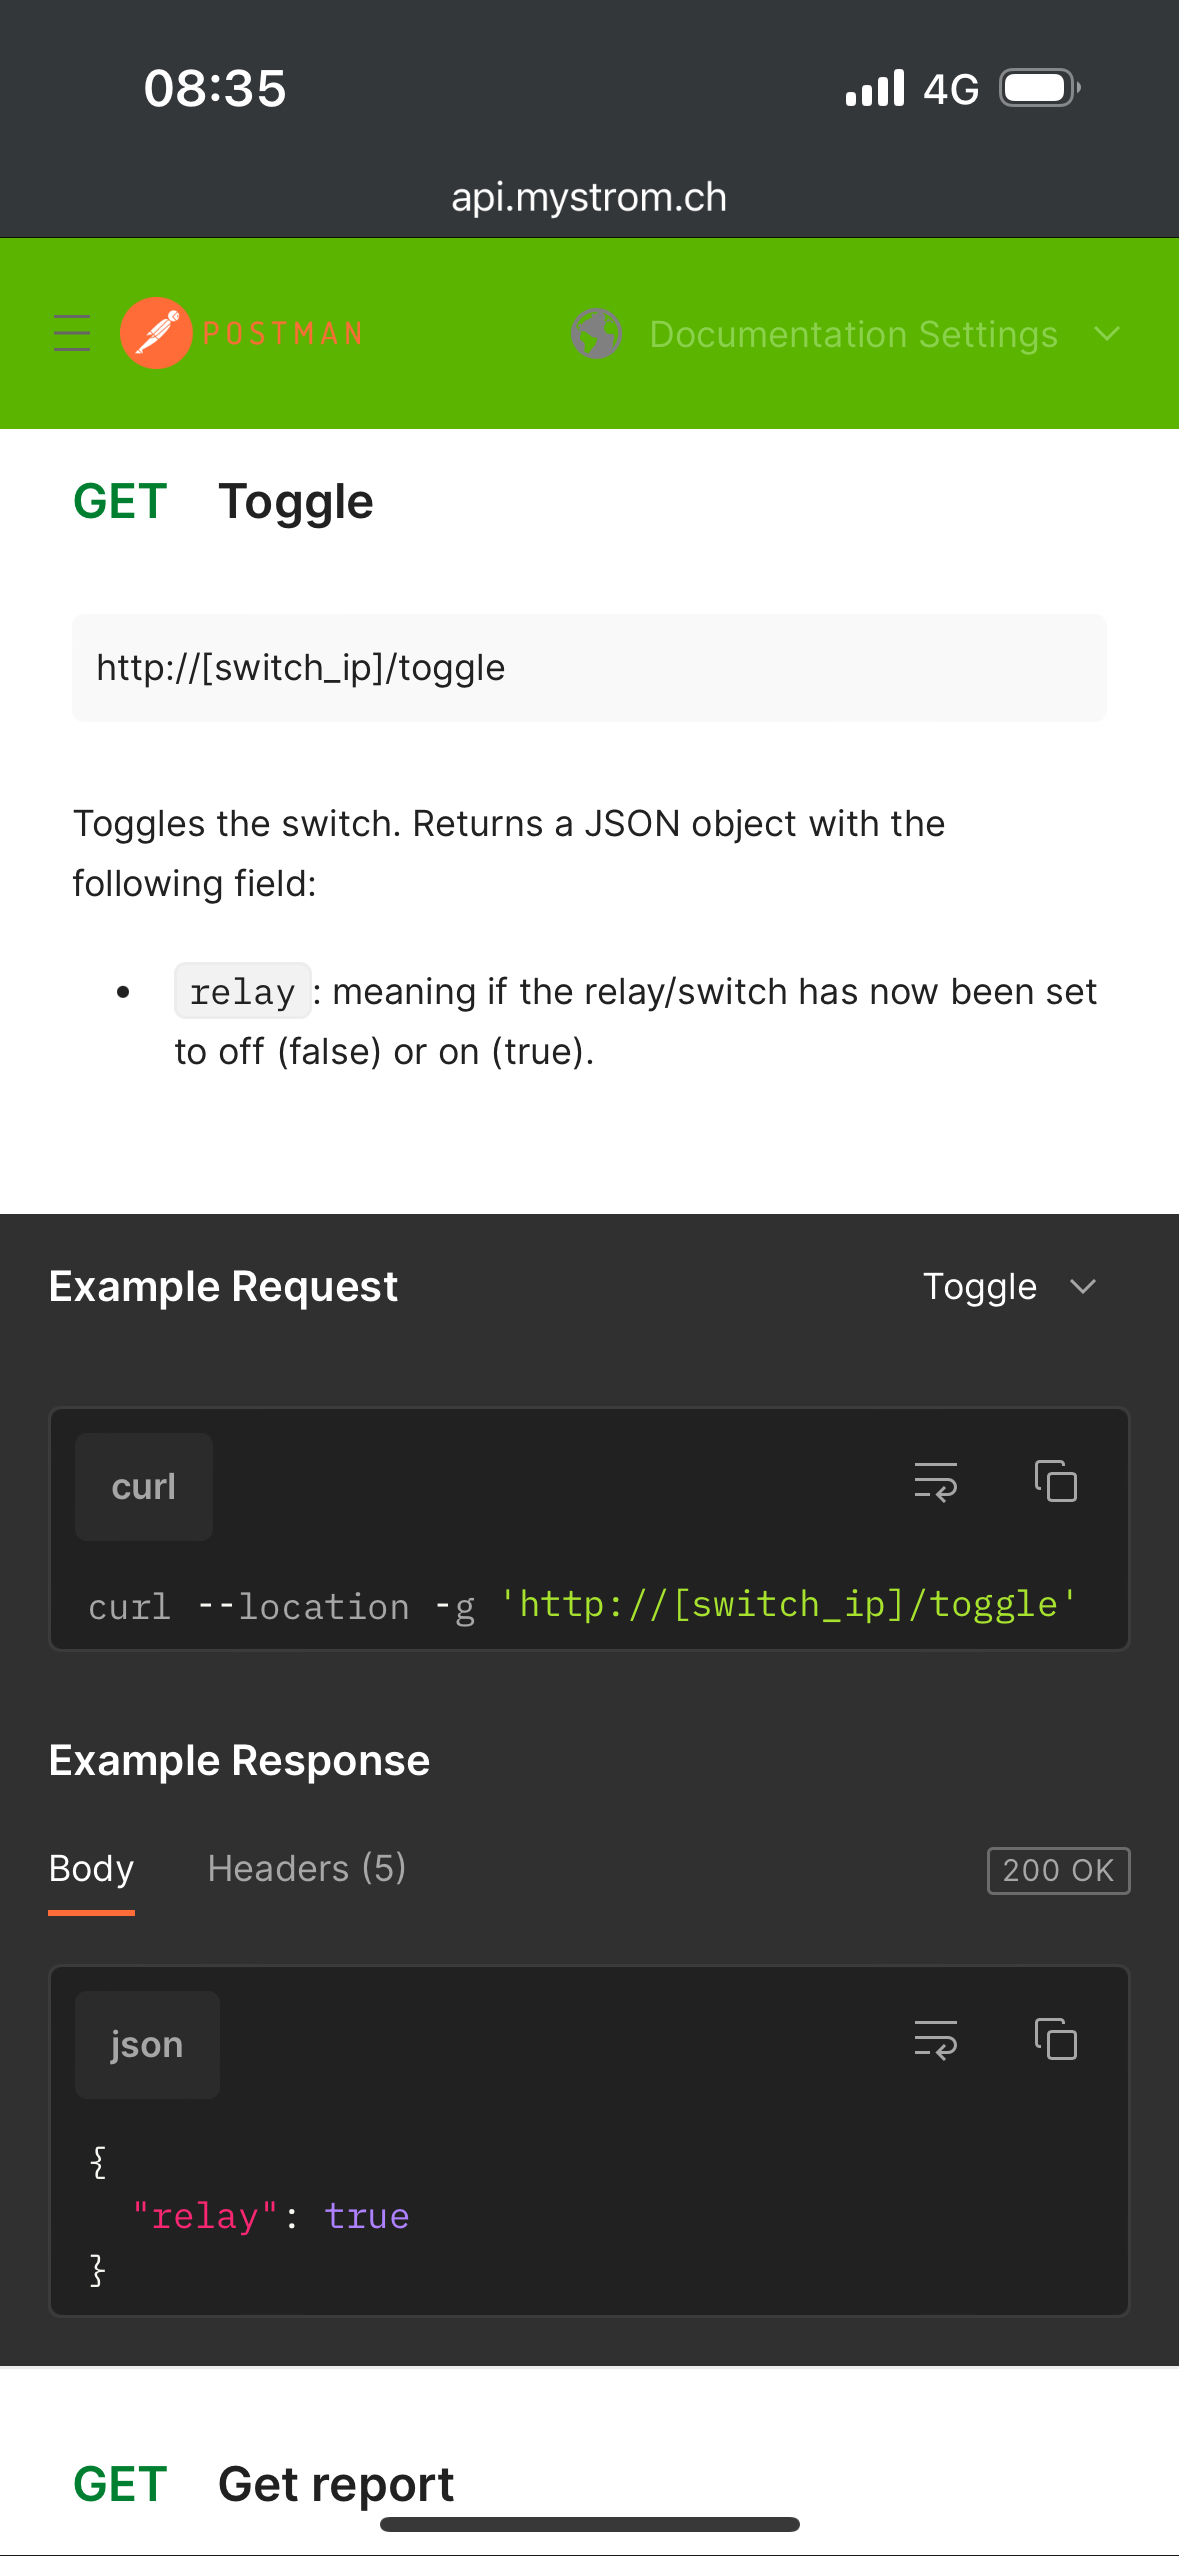 08:35 4G
api.mystrom.ch
POSTMAN Documentation Settings
GET Toggle
http://[switch_ip]/toggle
Toggles the switch. Returns a JSON object with the
following field:
• relay : meaning if the relay/switch has now been set
to off (false) or on (true).
Example Request Toggle
curl
curl --location -g 'http://[switch_ip]/toggle'
Example Response
Body Headers (5) 200 OK
json
{
"relay": true
}
GET Get report